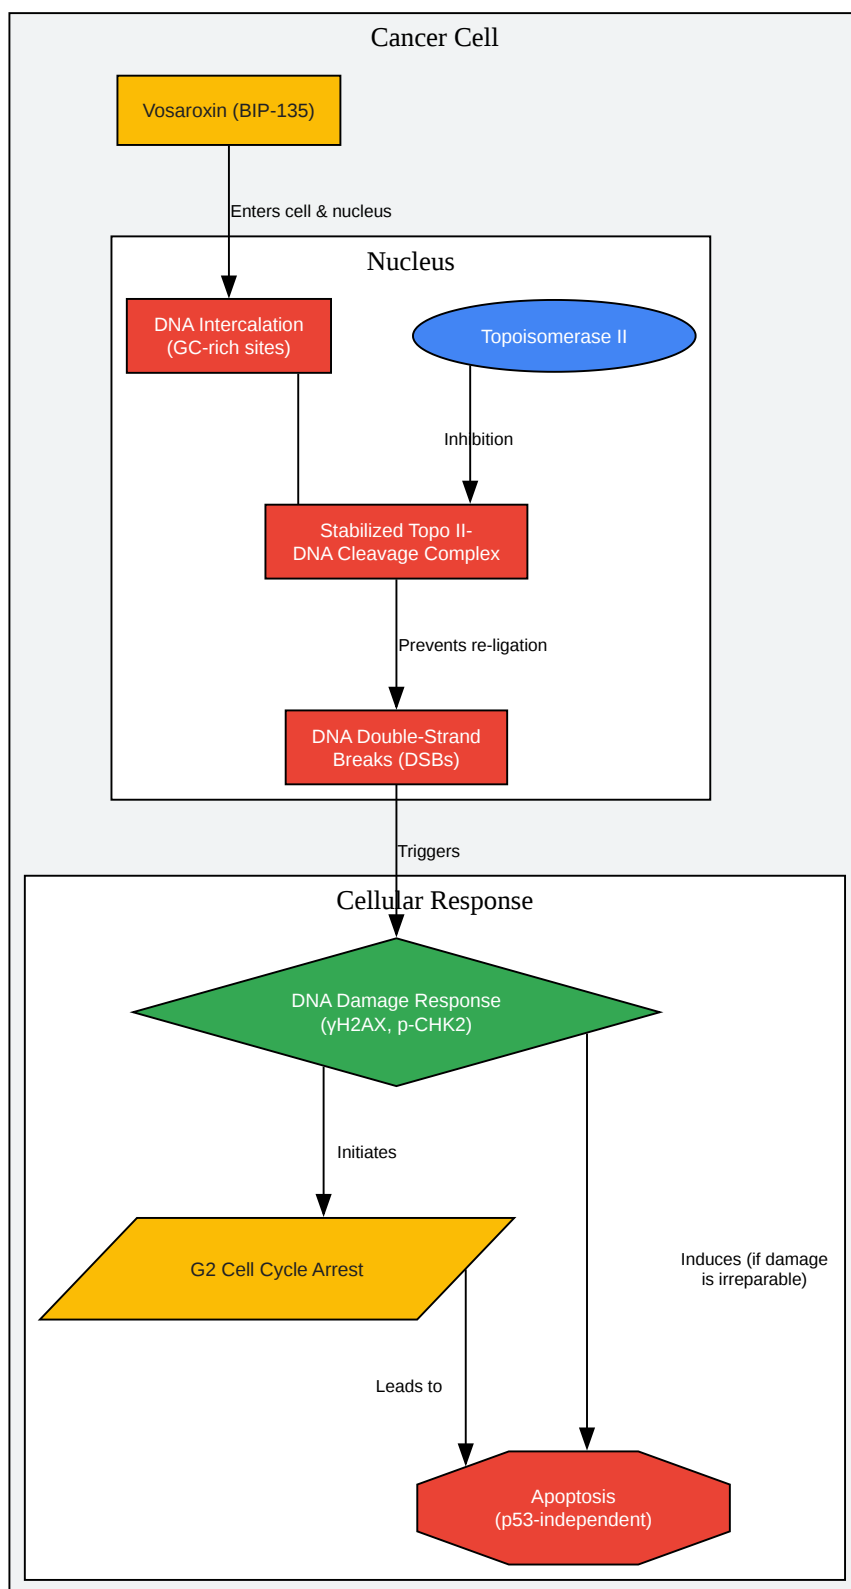 Cancer Cell
Vosaroxin (BIP-135)
Enters cell & nucleus
Nucleus
DNA Intercalation
(GC-rich sites)
Topoisomerase II
Inhibition
Stabilized Topo II-
DNA Cleavage Complex
Prevents re-ligation
DNA Double-Strand
Breaks (DSBs)
Triggers
Cellular Response
DNA Damage Response
(γH2AX, p-CHK2)
Initiates
G2 Cell Cycle Arrest
Induces (if damage
is irreparable)
Leads to
Apoptosis
(p53-independent)